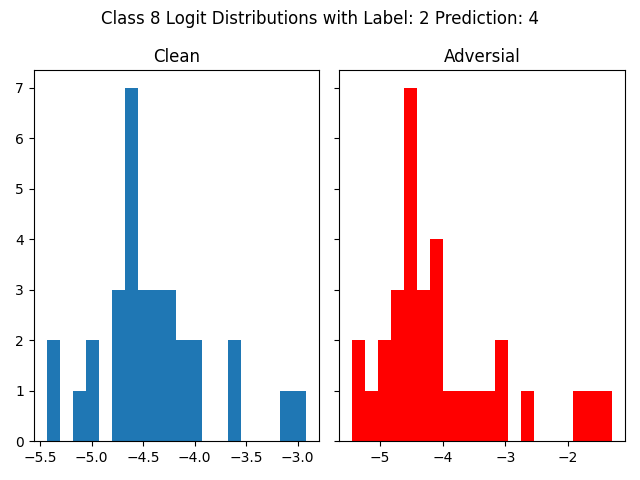 Class 8 Logit Distributions with Label: 2 Prediction: 4
Clean
Adversial
7
6
5
4
3
2
1
0
−5.5 −5.0 −4.5 −4.0 −3.5 −3.0
−5 −4 −3 −2